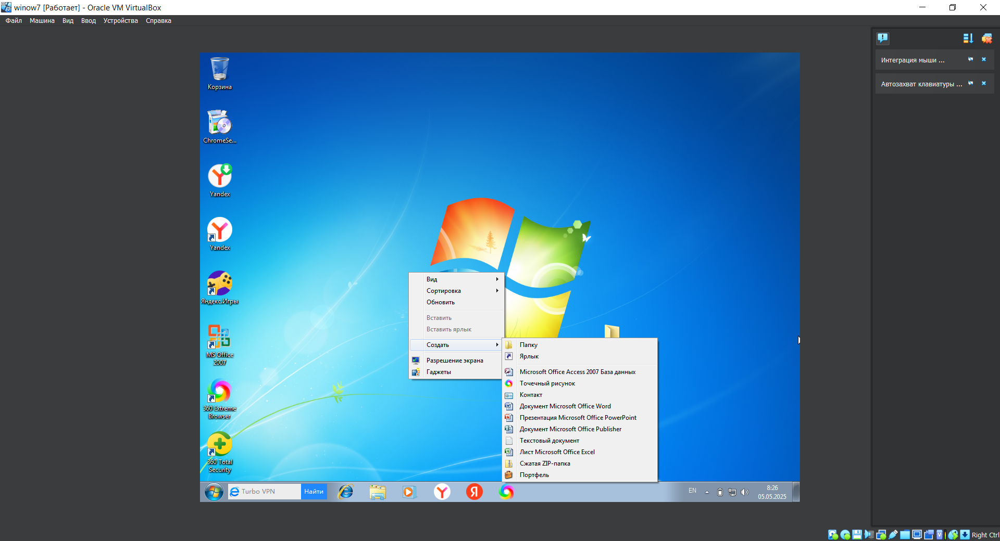 winow7 [Работает] - Oracle VM VirtualBox
Файл Машина Вид Ввод Устройства Справка
Интеграция мыши ...
Автозахват клавиатуры ...
Корзина
ChromeSe...
Yandex
Yandex
Яндекс.Игры
MS Office
2007
360 Extreme
Browser
360 Total
Security
Вид
Сортировка
Обновить
Вставить
Вставить ярлык
Создать
Разрешение экрана
Гаджеты
Папку
Ярлык
Microsoft Office Access 2007 База данных
Точечный рисунок
Контакт
Документ Microsoft Office Word
Презентация Microsoft Office PowerPoint
Документ Microsoft Office Publisher
Текстовый документ
Лист Microsoft Office Excel
Сжатая ZIP-папка
Портфель
Turbo VPN Найти
Я
EN
8:26
05.05.2025
Right Ctrl